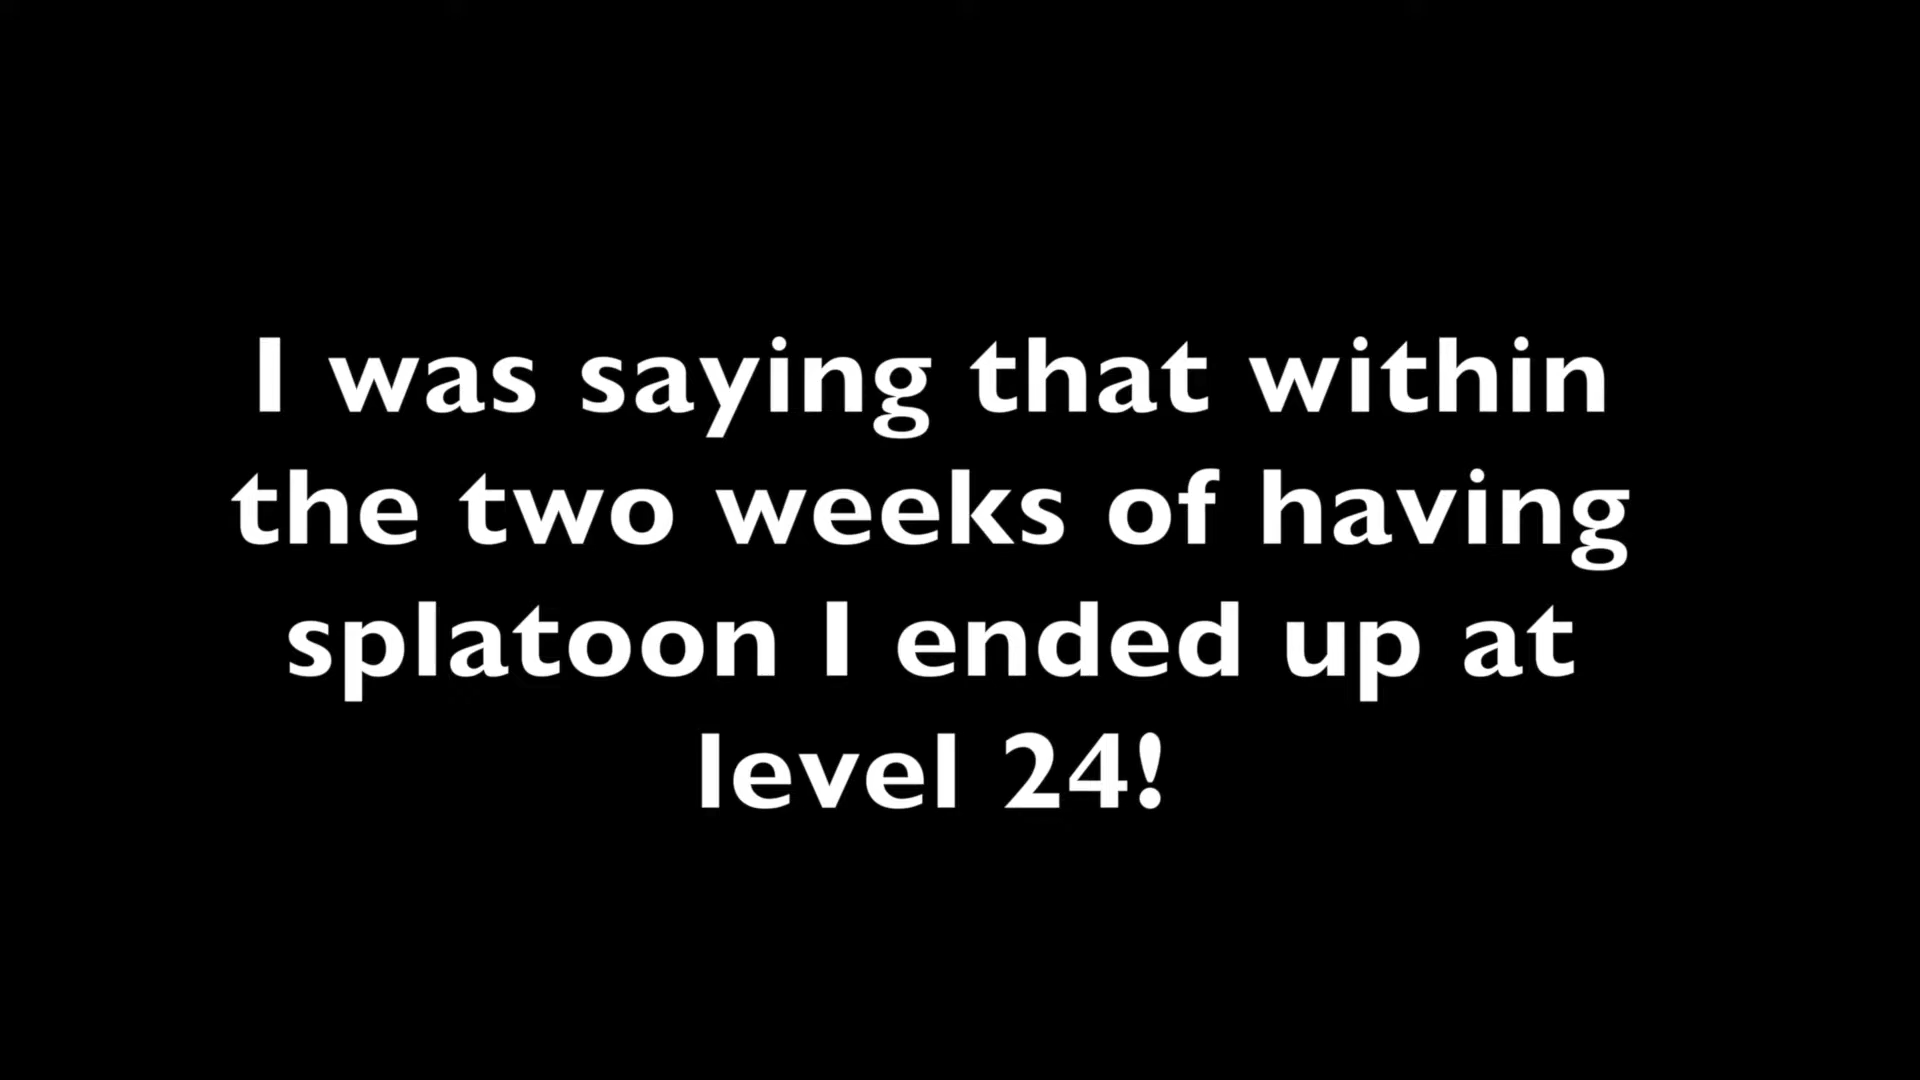 I was saying that within
the two weeks of having
splatoon I ended up at
level 24!